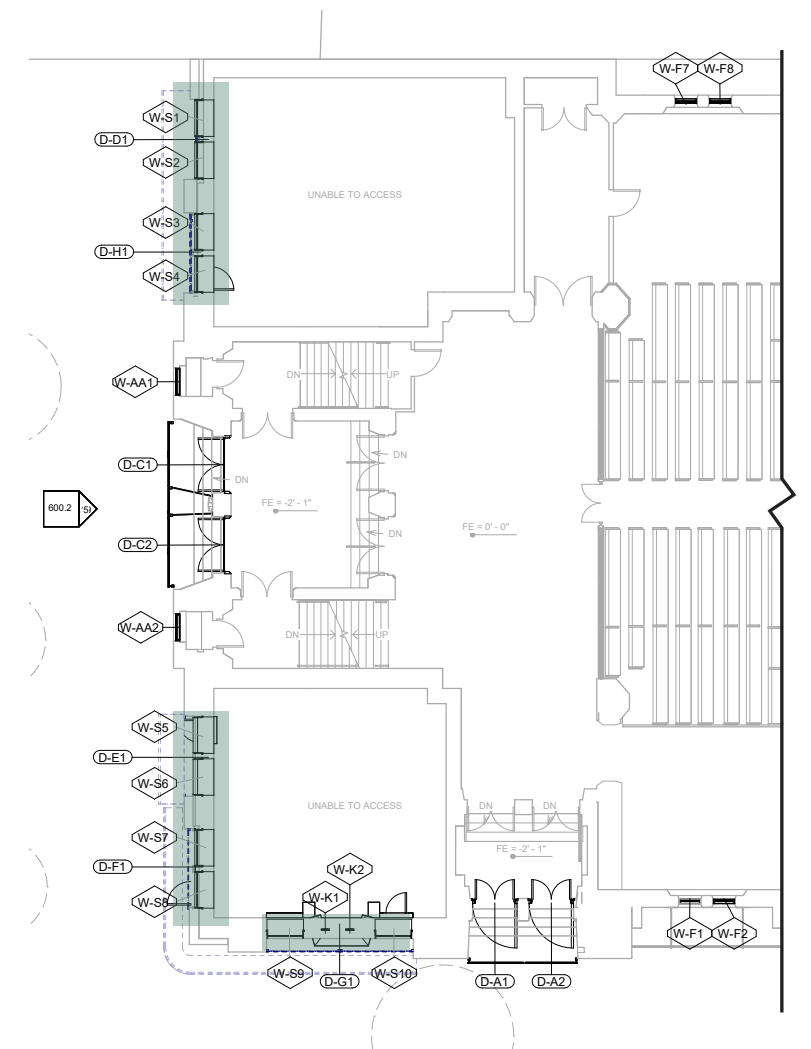 W-F7
W-F8
W-S1
D-D1
W-S2
UNABLE TO ACCESS
W-S3
D-H1
W-S4
DN
UP
W-AA1
D-C1
DN
DN
600.2
FE = -2' - 1"
FE = 0' - 0"
D-C2
DN
W-AA2
DN
UP
W-S5
D-E1
W-S6
UNABLE TO ACCESS
DN
DN
W-S7
FE = -2' - 1"
D-F1
W-K2
W-K1
W-S8
W-F1
W-F2
W-S9
D-G1
W-S10
D-A1
D-A2